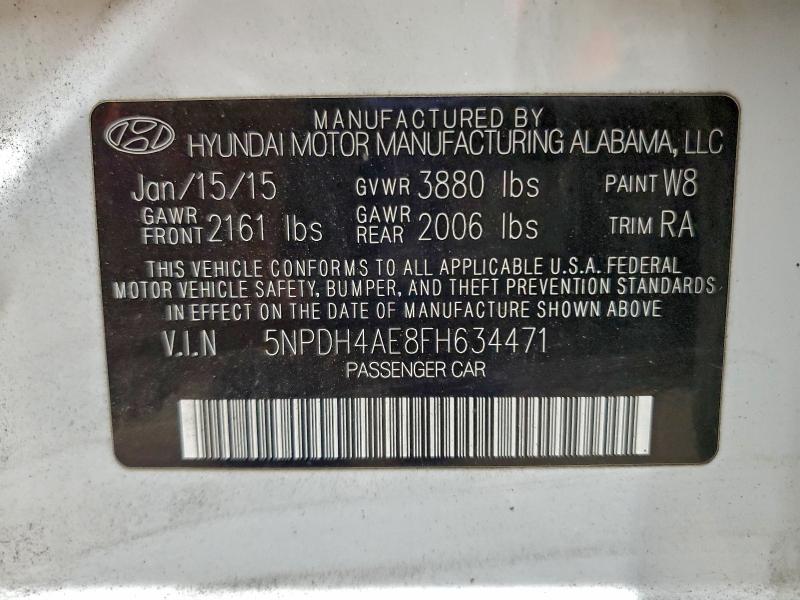 MANUFACTURED BY
HYUNDAI MOTOR MANUFACTURING ALABAMA, LLC
Jan/15/15 GVWR 3880 lbs PAINT W8
GAWR FRONT 2161 lbs GAWR REAR 2006 lbs TRIM RA
THIS VEHICLE CONFORMS TO ALL APPLICABLE U.S.A. FEDERAL
MOTOR VEHICLE SAFETY, BUMPER, AND THEFT PREVENTION STANDARDS
IN EFFECT ON THE DATE OF MANUFACTURE SHOWN ABOVE
V.I.N 5NPDH4AE8FH634471
PASSENGER CAR